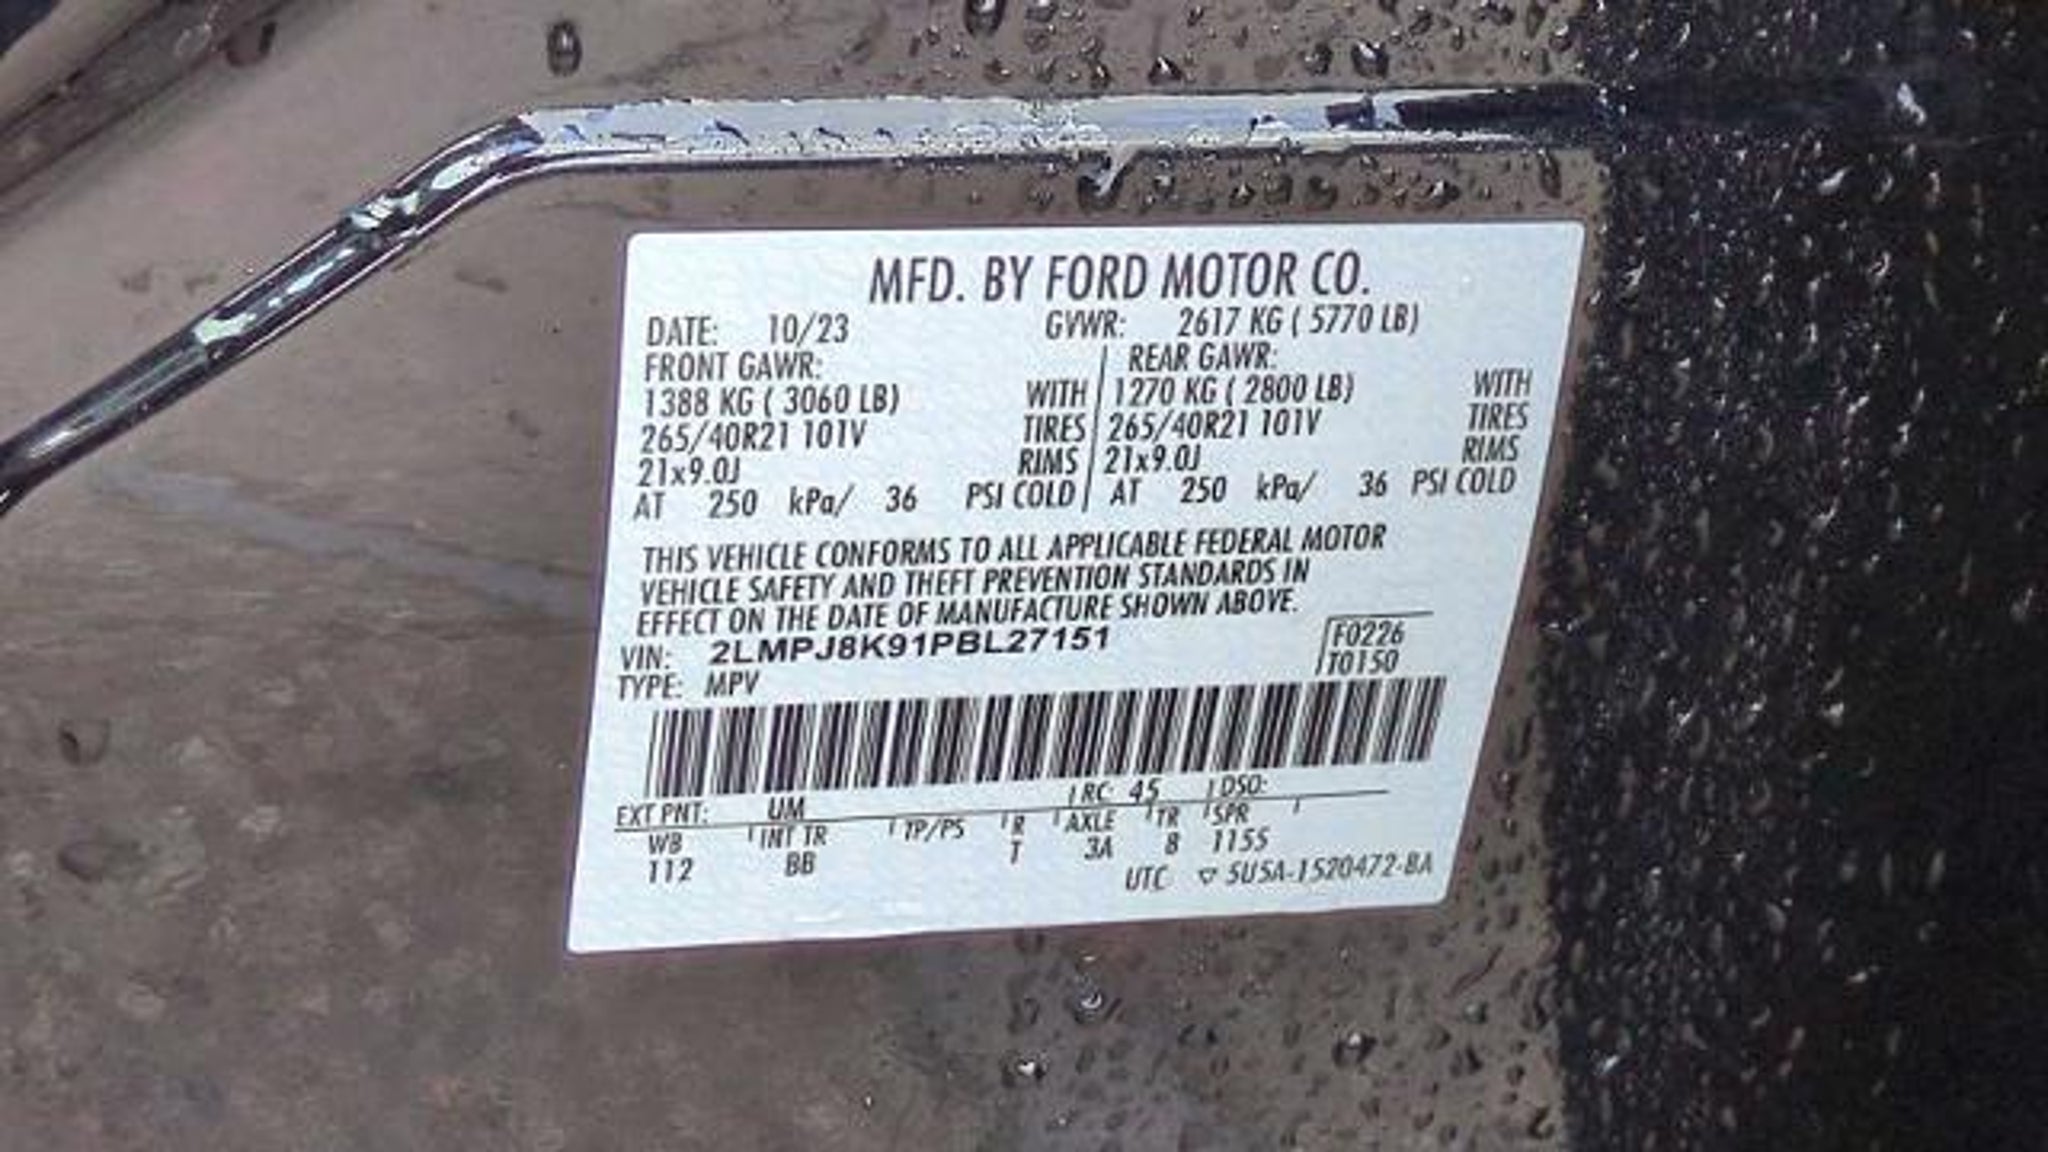 MFD. BY FORD MOTOR CO.
DATE: 10/23 GVWR: 2617 KG ( 5770 LB)
FRONT GAWR: REAR GAWR:
1388 KG ( 3060 LB) WITH 1270 KG ( 2800 LB) WITH
265/40R21 101V TIRES 265/40R21 101V TIRES
21x9.0J RIMS 21x9.0J RIMS
AT 250 kPa/ 36 PSI COLD AT 250 kPa/ 36 PSI COLD
THIS VEHICLE CONFORMS TO ALL APPLICABLE FEDERAL MOTOR
VEHICLE SAFETY AND THEFT PREVENTION STANDARDS IN
EFFECT ON THE DATE OF MANUFACTURE SHOWN ABOVE.
VIN: 2LMPJ8K91PBL27151 F0226
TYPE: MPV T0150
EXT PNT: UM RC: 45 DSO:
WB INT TR TP/PS R AXLE TR SPR
112 BB T 3A 8 1155
UTC ▽ 5U5A-1520472-BA